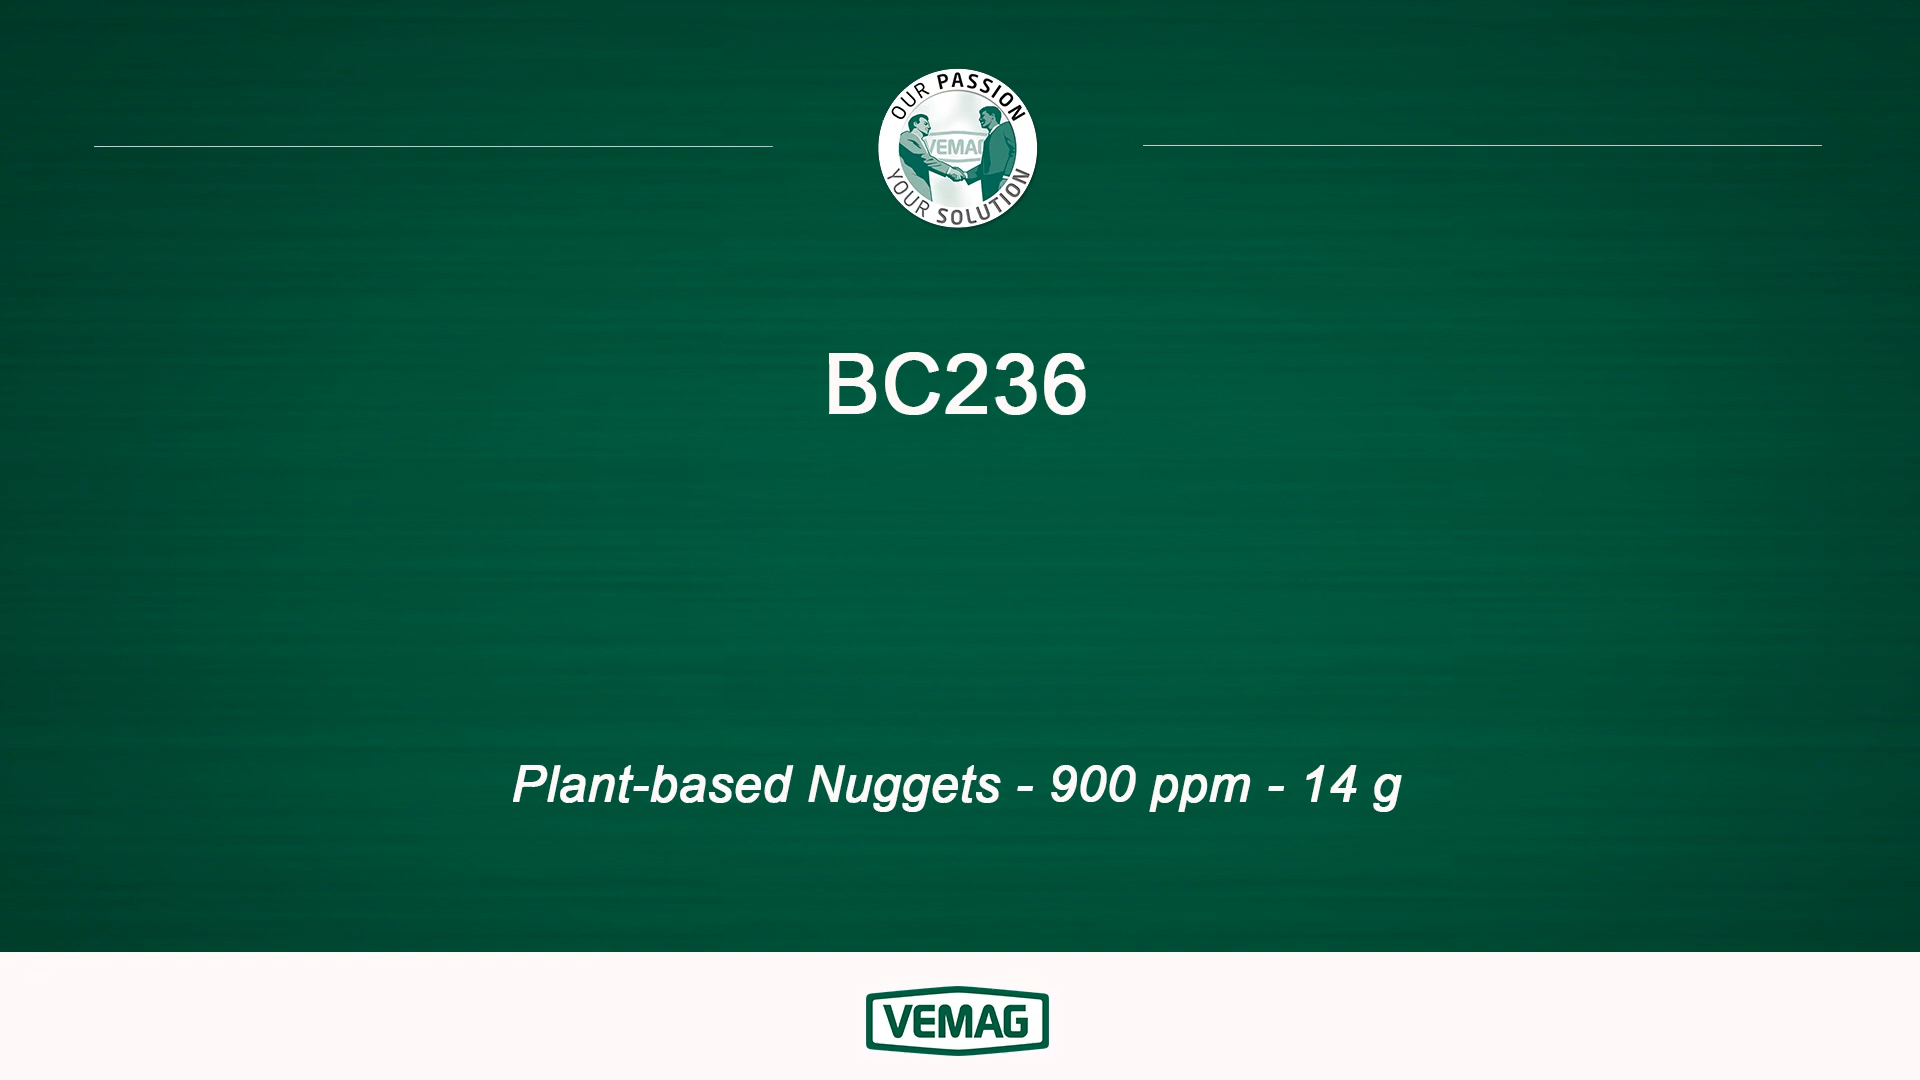 OUR PASSION
VEMAG
YOUR SOLUTION
BC236
Plant-based Nuggets - 900 ppm - 14 g
VEMAG